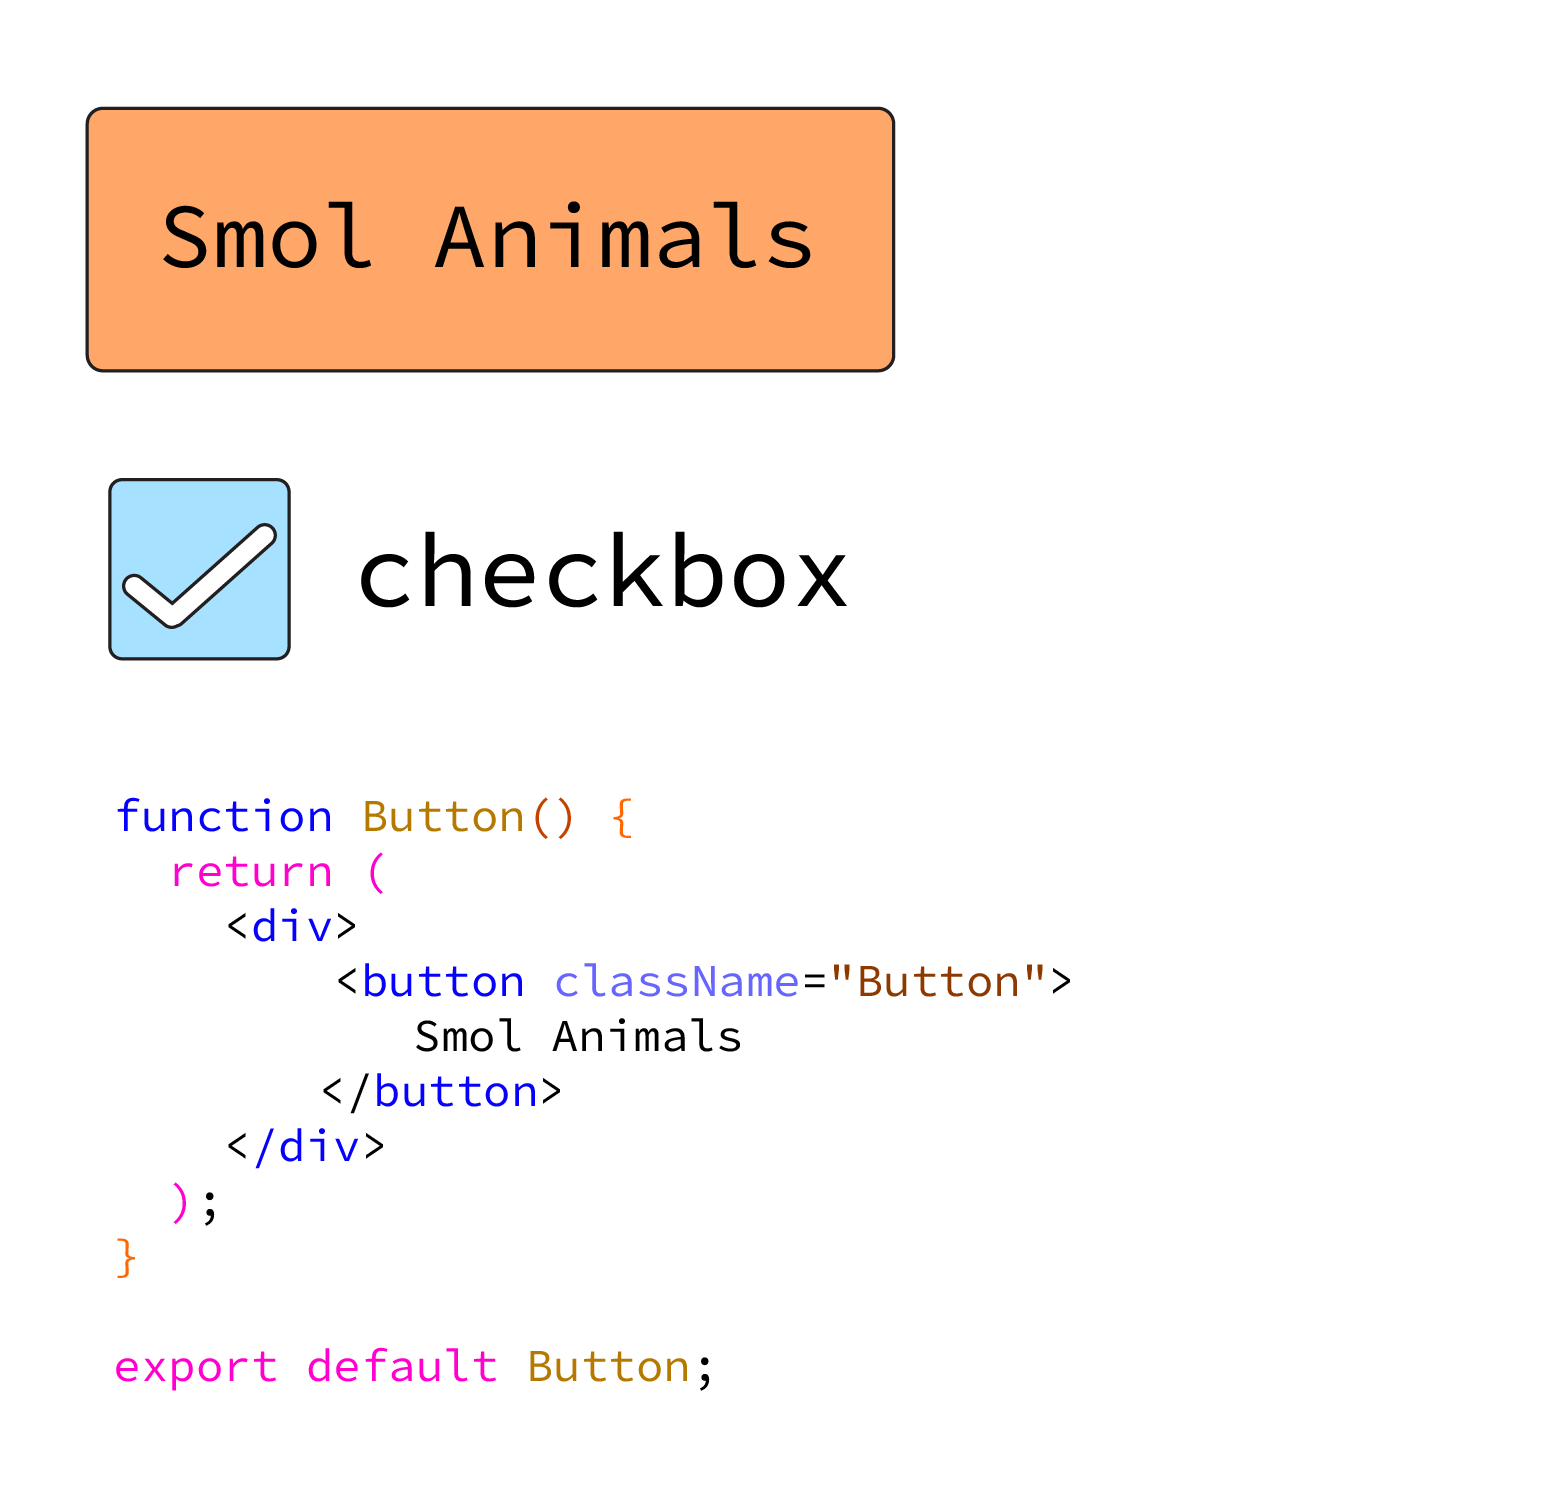 Smol Animals
checkbox
function Button() {
  return (
    <div>
        <button className="Button">
           Smol Animals
       </button>
    </div>
  );
}
export default Button;